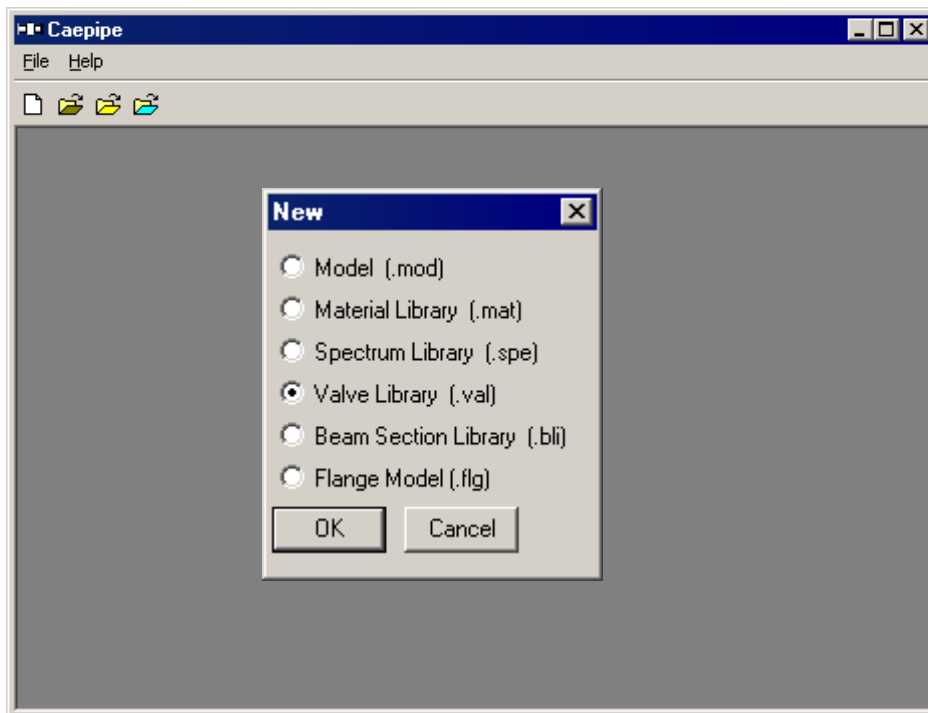 Caepipe
File Help
New
Model (.mod)
Material Library (.mat)
Spectrum Library (.spe)
Valve Library (.val)
Beam Section Library (.bli)
Flange Model (.flg)
OK Cancel